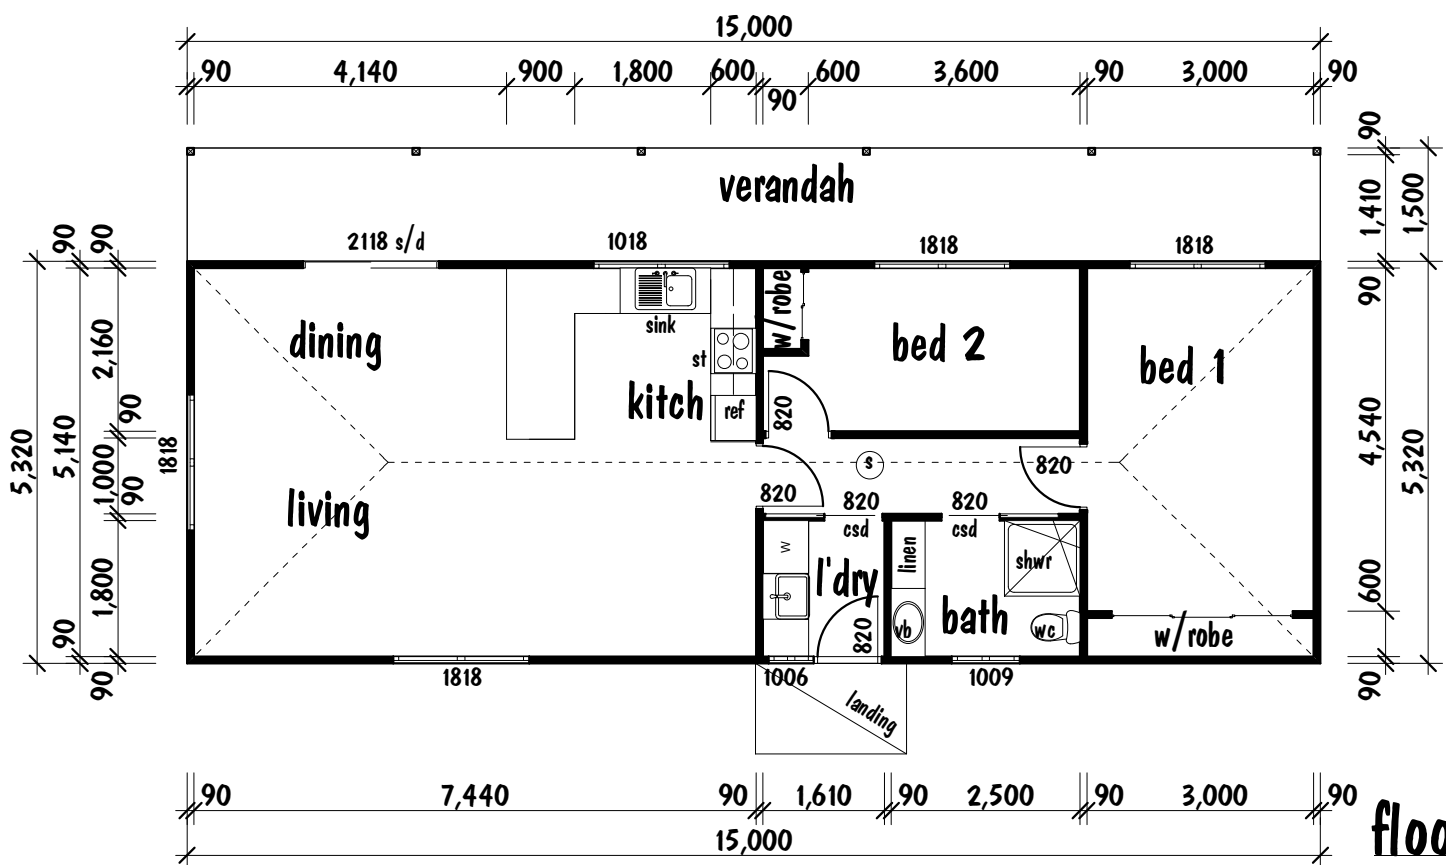 15,000
90 4,140 900 1,800 600 600 3,600 90 3,000 90
90
90
1,410
1,500
verandah
2118 s/d 1018 1818 1818
90 90
90
w/robe
sink
dining
st
bed 2
bed 1
kitch
ref
820
2,160
90
5,320
5,140
1818
1,000
90
4,540
5,320
s
820
820 820 820
csd csd
living
W
linen
shwr
l'dry
bath
vb
wc
820
w/robe
1,800
90
90
600
90
1818 1006 1009
landing
90 7,440 90 1,610 90 2,500 90 3,000 90
15,000